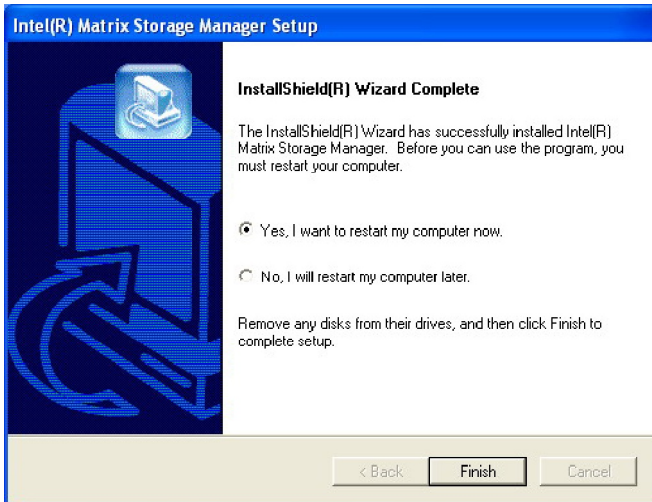 Intel(R) Matrix Storage Manager Setup
InstallShield(R) Wizard Complete
The InstallShield(R) Wizard has successfully installed Intel(R)
Matrix Storage Manager. Before you can use the program, you
must restart your computer.
Yes, I want to restart my computer now.
No, I will restart my computer later.
Remove any disks from their drives, and then click Finish to
complete setup.
< Back Finish Cancel